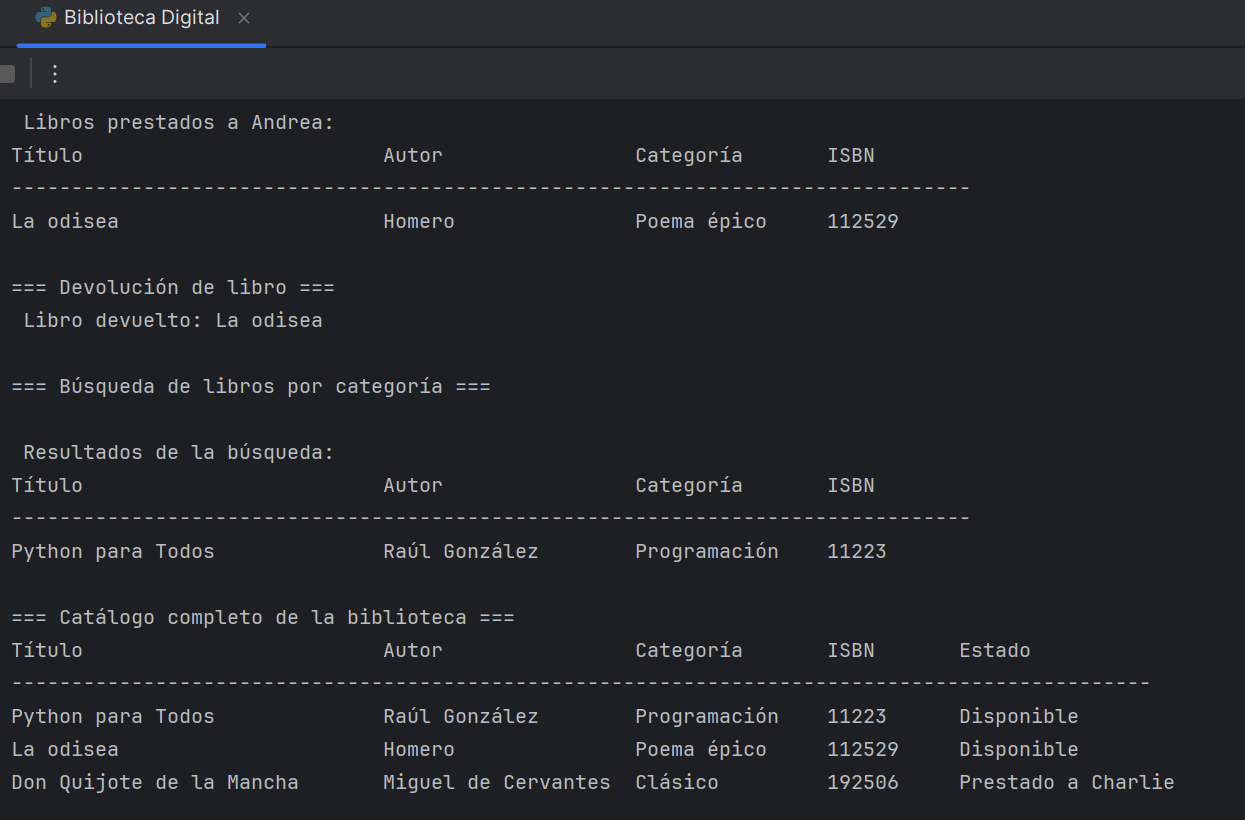 Biblioteca Digital
Libros prestados a Andrea:
Título Autor Categoría ISBN
--------------------------------------------------------------------------------
La odisea Homero Poema épico 112529
=== Devolución de libro ===
Libro devuelto: La odisea
=== Búsqueda de libros por categoría ===
Resultados de la búsqueda:
Título Autor Categoría ISBN
--------------------------------------------------------------------------------
Python para Todos Raúl González Programación 11223
=== Catálogo completo de la biblioteca ===
Título Autor Categoría ISBN Estado
-----------------------------------------------------------------------------------------------
Python para Todos Raúl González Programación 11223 Disponible
La odisea Homero Poema épico 112529 Disponible
Don Quijote de la Mancha Miguel de Cervantes Clásico 192506 Prestado a Charlie